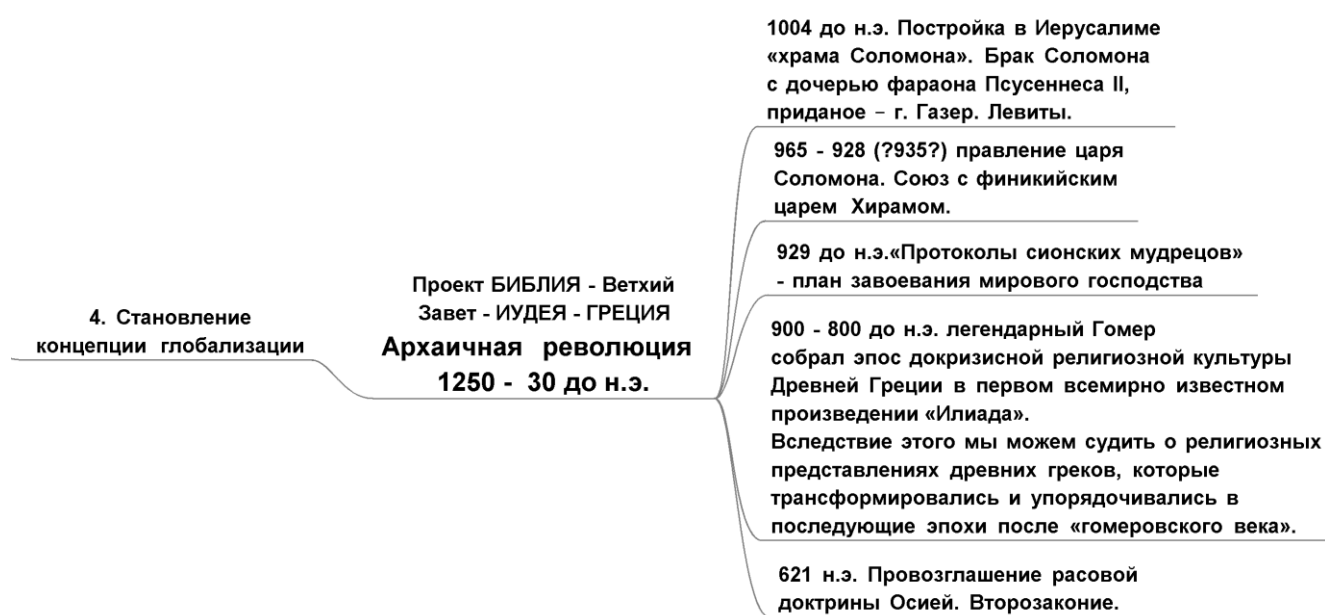 4. Становление
концепции глобализации
Проект БИБЛИЯ - Ветхий
Завет - ИУДЕЯ - ГРЕЦИЯ
Архаичная революция
1250 - 30 до н.э.
1004 до н.э. Постройка в Иерусалиме
«храма Соломона». Брак Соломона
с дочерью фараона Псусеннеса II,
приданое – г. Газер. Левиты.
965 - 928 (?935?) правление царя
Соломона. Союз с финикийским
царем Хирамом.
929 до н.э.«Протоколы сионских мудрецов»
- план завоевания мирового господства
900 - 800 до н.э. легендарный Гомер
собрал эпос докризисной религиозной культуры
Древней Греции в первом всемирно известном
произведении «Илиада».
Вследствие этого мы можем судить о религиозных
представлениях древних греков, которые
трансформировались и упорядочивались в
последующие эпохи после «гомеровского века».
621 н.э. Провозглашение расовой
доктрины Осией. Второзаконие.